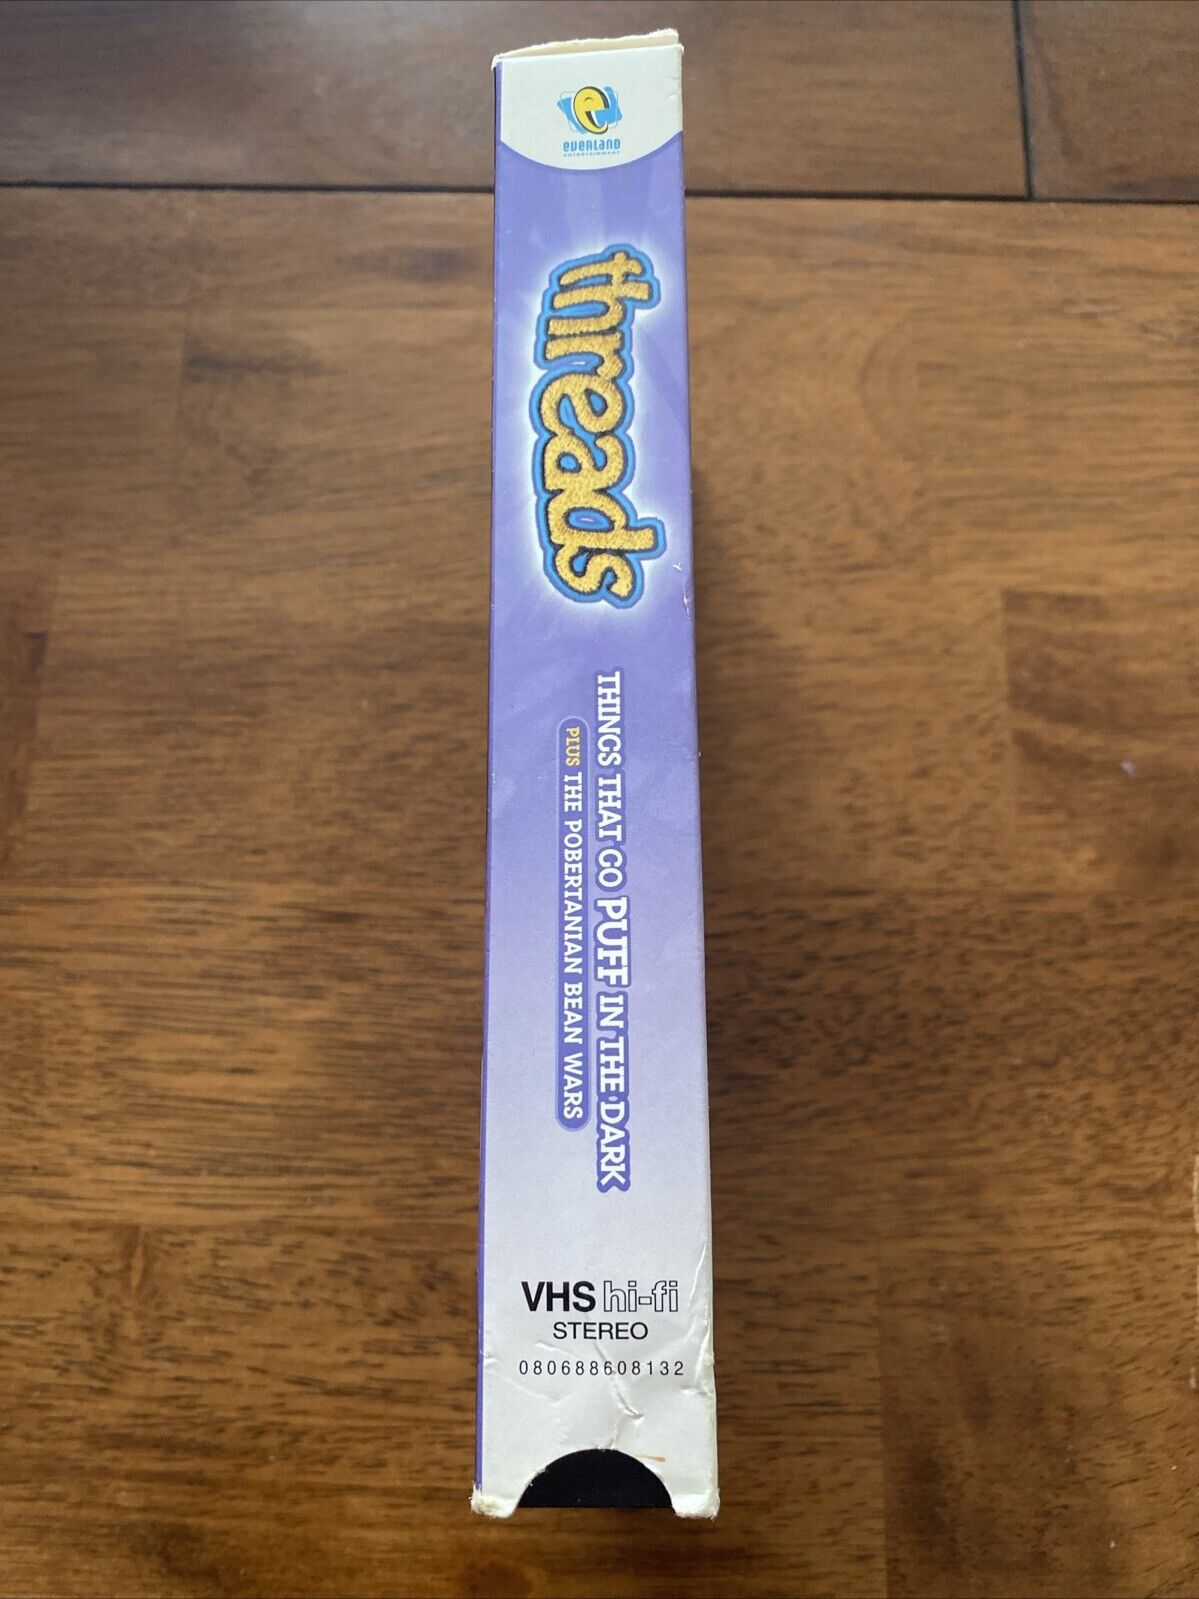 e
everland
ENTERTAINMENT
threads
THINGS THAT GO PUFF IN THE DARK
PLUS THE POBERTANIAN BEAN WARS
VHS hi-fi
STEREO
080688608132